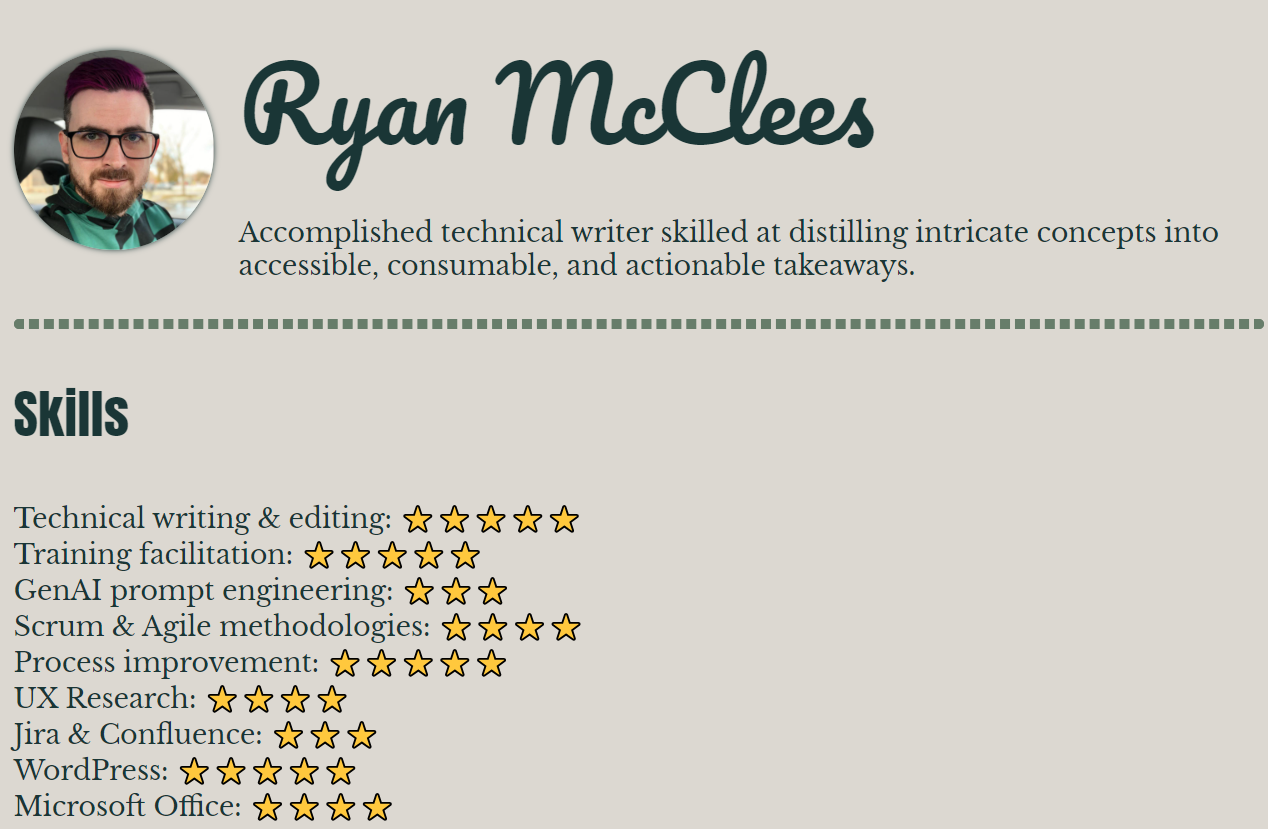 Ryan McClees
Accomplished technical writer skilled at distilling intricate concepts into
accessible, consumable, and actionable takeaways.
Skills
Technical writing & editing: ⭐⭐⭐⭐⭐
Training facilitation: ⭐⭐⭐⭐⭐
GenAI prompt engineering: ⭐⭐⭐
Scrum & Agile methodologies: ⭐⭐⭐⭐
Process improvement: ⭐⭐⭐⭐⭐
UX Research: ⭐⭐⭐⭐
Jira & Confluence: ⭐⭐⭐
WordPress: ⭐⭐⭐⭐⭐
Microsoft Office: ⭐⭐⭐⭐